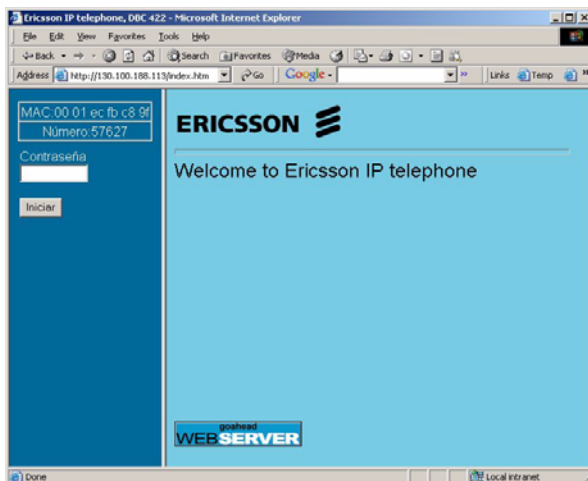 Ericsson IP telephone, DBC 422 - Microsoft Internet Explorer
File Edit View Favorites Tools Help
Back Search Favorites Media
Address http://130.100.188.113/index.htm Go Google Links Temp
MAC:00 01 ec fb c8 9f
Número:57627
Contraseña
Iniciar
ERICSSON
Welcome to Ericsson IP telephone
goahead
WEBSERVER
Done Local intranet